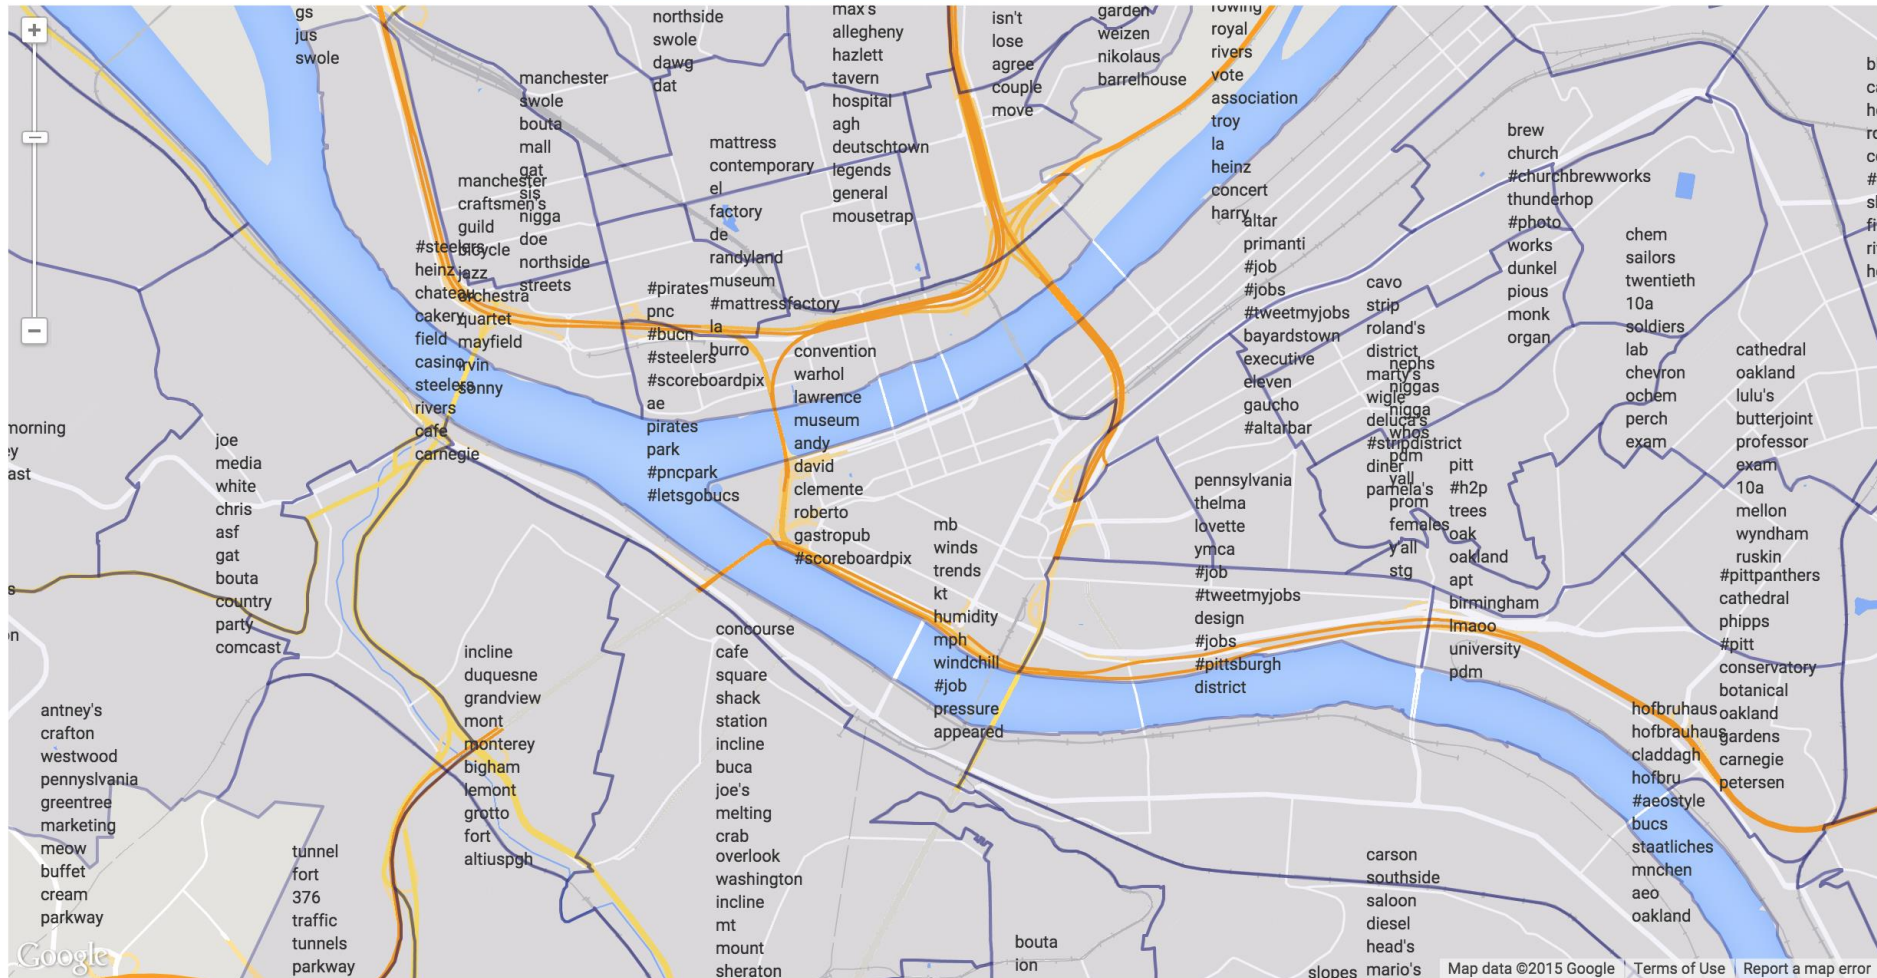 +
−
gs
jus
swole
northside
swole
dawg
dat
manchester
swole
bouta
mall
gat
sis
nigga
doe
northside
streets
manchester
craftsmen's
guild
bicycle
jazz
orchestra
quartet
mayfield
irvin
sonny
#steelers
heinz
chateau
cakery
field
casino
steelers
rivers
cafe
carnegie
max's
allegheny
hazlett
tavern
hospital
agh
deutschtown
legends
general
mousetrap
mattress
contemporary
el
factory
de
randyland
museum
#mattressfactory
la
burro
#pirates
pnc
#bucn
#steelers
#scoreboardpix
ae
pirates
park
#pncpark
#letsgobucs
convention
warhol
lawrence
museum
andy
david
clemente
roberto
gastropub
#scoreboardpix
isn't
lose
agree
couple
move
garden
weizen
nikolaus
barrelhouse
rowing
royal
rivers
vote
association
troy
la
heinz
concert
harry
altar
primanti
#job
#jobs
#tweetmyjobs
bayardstown
executive
eleven
gaucho
#altarbar
cavo
strip
roland's
district
marty's
wigle
deluca's
#stripdistrict
diner
pamela's
nephs
niggas
nigga
whos
pdm
yall
prom
females
y'all
stg
brew
church
#churchbrewworks
thunderhop
#photo
works
dunkel
pious
monk
organ
chem
sailors
twentieth
10a
soldiers
lab
chevron
ochem
perch
exam
cathedral
oakland
lulu's
butterjoint
professor
exam
10a
mellon
wyndham
ruskin
pitt
#h2p
trees
oak
oakland
apt
birmingham
lmaoo
university
pdm
pennsylvania
thelma
lovette
ymca
#job
#tweetmyjobs
design
#jobs
#pittsburgh
district
mb
winds
trends
kt
humidity
mph
windchill
#job
pressure
appeared
#pittpanthers
cathedral
phipps
#pitt
conservatory
botanical
oakland
gardens
carnegie
petersen
hofbruhaus
hofbrauhaus
claddagh
hofbru
#aeostyle
bucs
staatliches
mnchen
aeo
oakland
morning
ey
ast
joe
media
white
chris
asf
gat
bouta
country
party
comcast
incline
duquesne
grandview
mont
monterey
bigham
lemont
grotto
fort
altiuspgh
concourse
cafe
square
shack
station
incline
buca
joe's
melting
crab
overlook
washington
incline
mt
mount
sheraton
antney's
crafton
westwood
pennyslvania
greentree
marketing
meow
buffet
cream
parkway
tunnel
fort
376
traffic
tunnels
parkway
bouta
ion
slopes
carson
southside
saloon
diesel
head's
mario's
Google
Map data ©2015 Google
Terms of Use
Report a map error